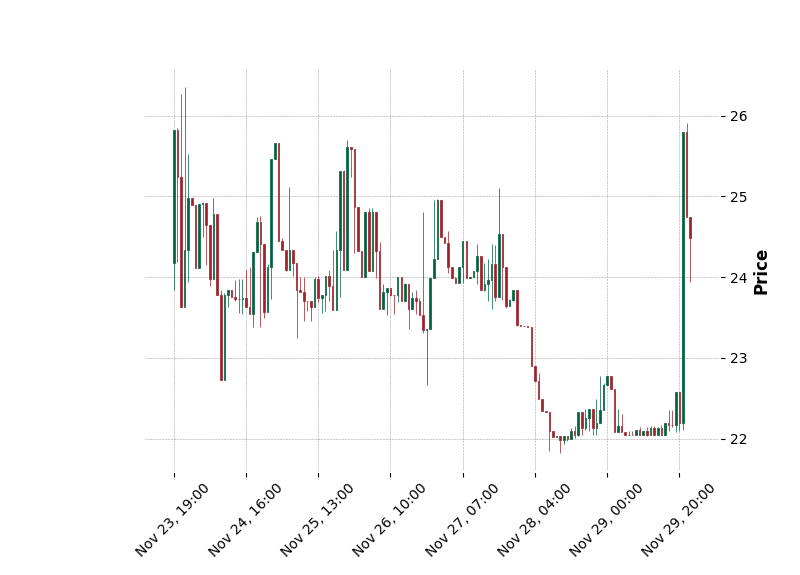 26
25
24
23
22
Price
Nov 23, 19:00
Nov 24, 16:00
Nov 25, 13:00
Nov 26, 10:00
Nov 27, 07:00
Nov 28, 04:00
Nov 29, 00:00
Nov 29, 20:00